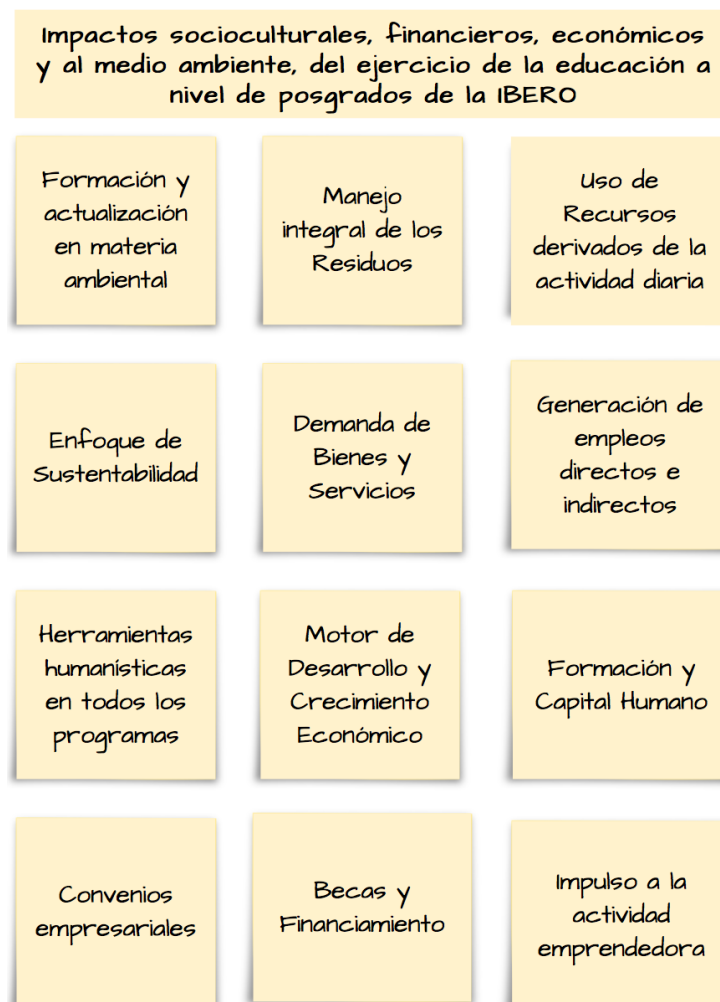 Impactos socioculturales, financieros, económicos
y al medio ambiente, del ejercicio de la educación a
nivel de posgrados de la IBERO
Formación y
actualización
en materia
ambiental
Manejo
integral de los
Residuos
Uso de
Recursos
derivados de la
actividad diaria
Enfoque de
Sustentabilidad
Demanda de
Bienes y
Servicios
Generación de
empleos
directos e
indirectos
Herramientas
humanísticas
en todos los
programas
Motor de
Desarrollo y
Crecimiento
Económico
Formación y
Capital Humano
Convenios
empresariales
Becas y
Financiamiento
Impulso a la
actividad
emprendedora